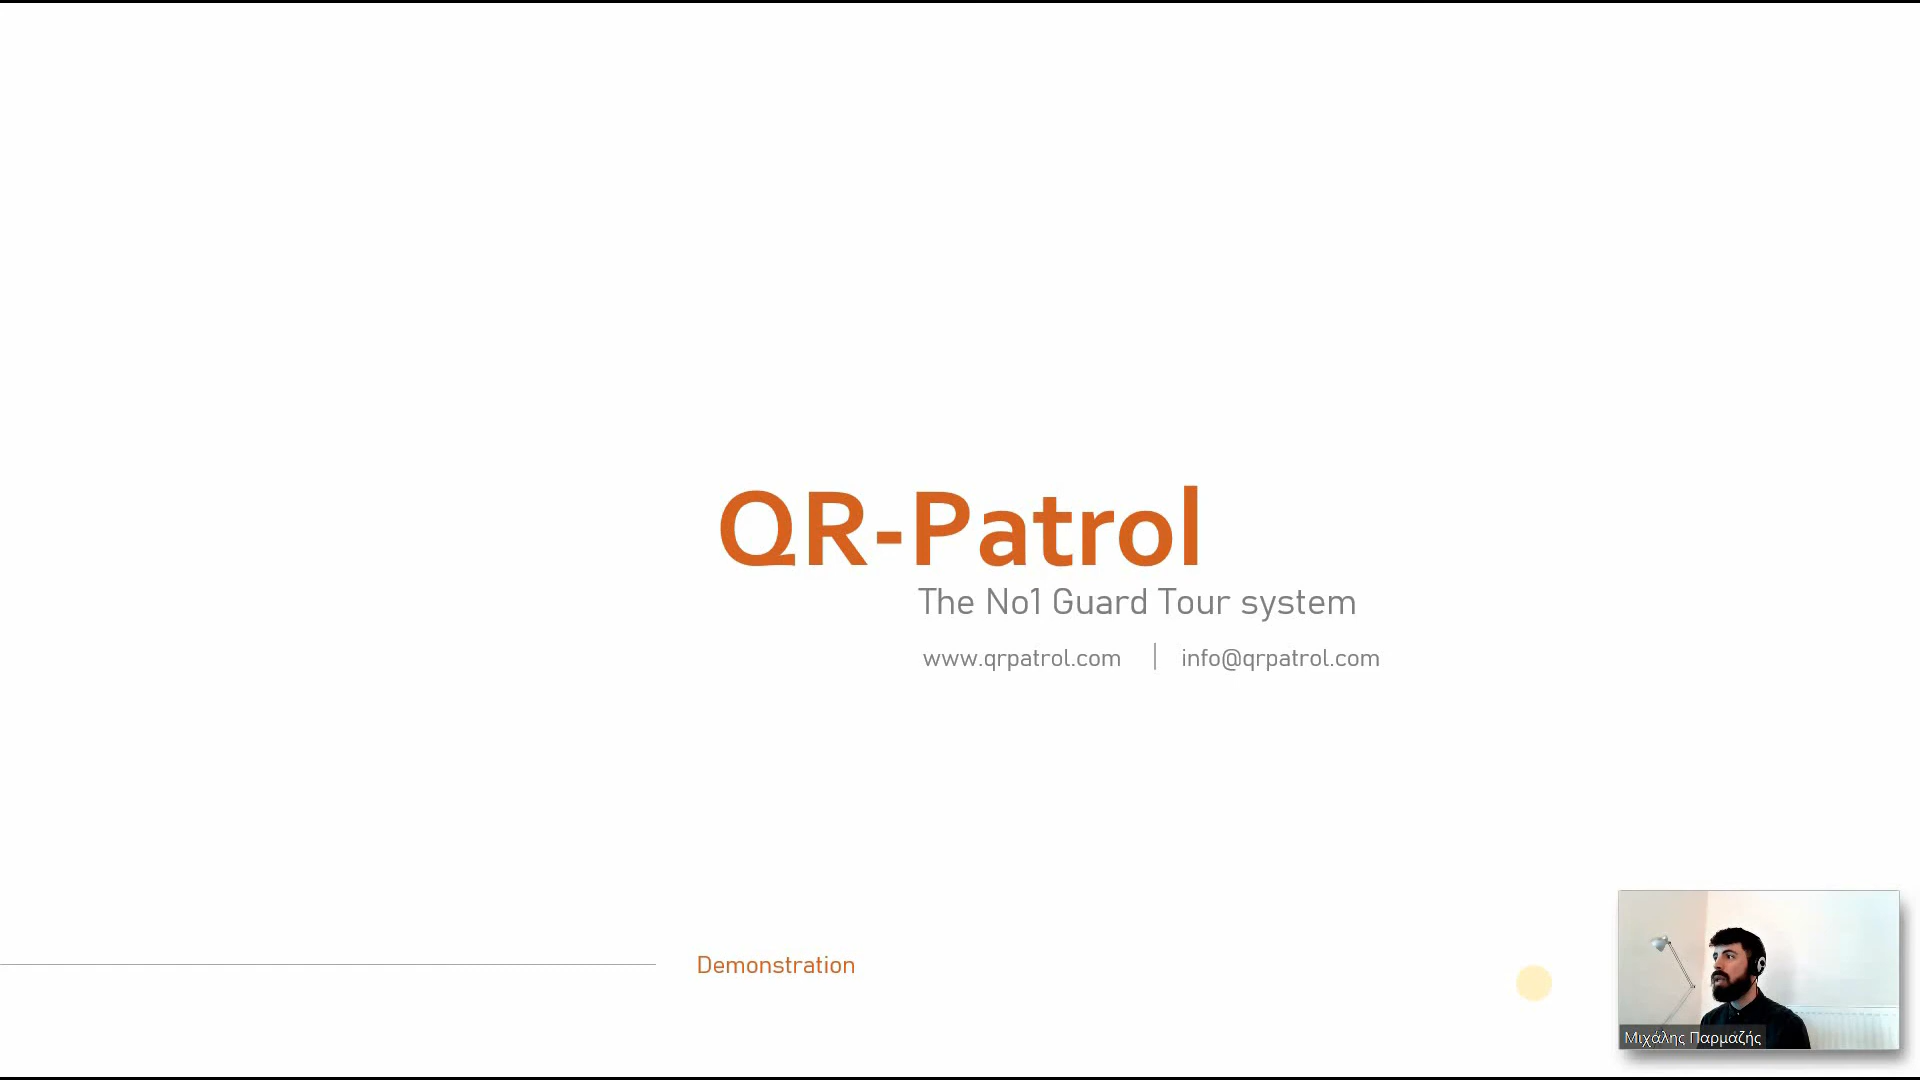 QR-Patrol
The No1 Guard Tour system
www.qrpatrol.com | info@qrpatrol.com
Demonstration
Μιχάλης Παρμαζής